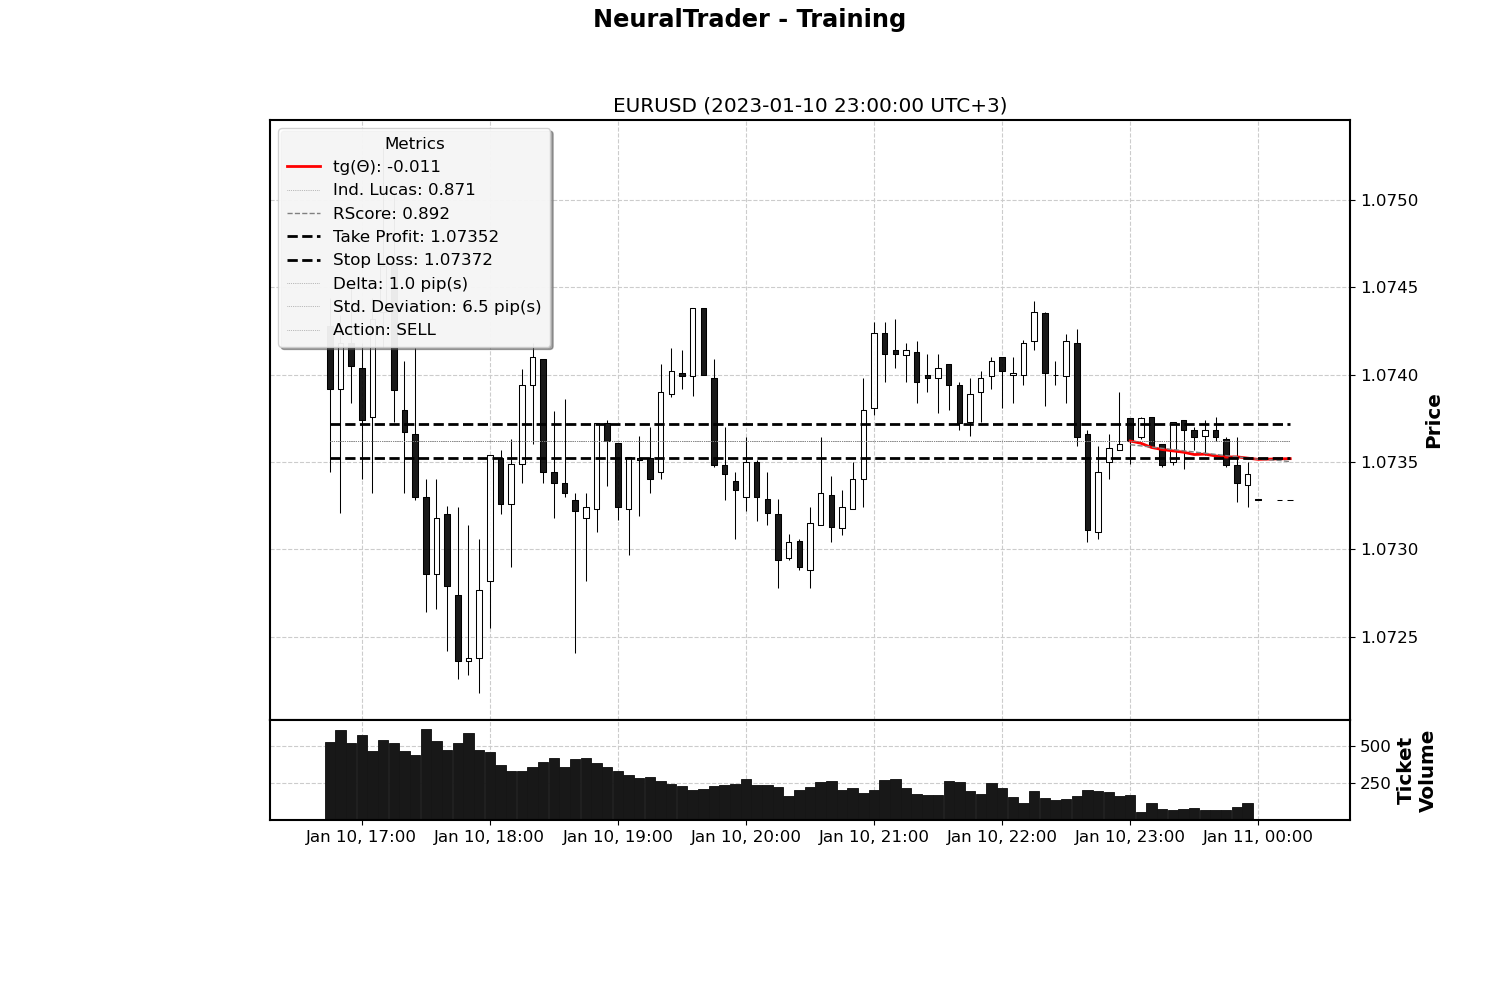 NeuralTrader - Training
EURUSD (2023-01-10 23:00:00 UTC+3)
Metrics
tg(Θ): -0.011
Ind. Lucas: 0.871
RScore: 0.892
Take Profit: 1.07352
Stop Loss: 1.07372
Delta: 1.0 pip(s)
Std. Deviation: 6.5 pip(s)
Action: SELL
1.0750
1.0745
1.0740
1.0735
1.0730
1.0725
Price
500
250
Ticket
Volume
Jan 10, 17:00 Jan 10, 18:00 Jan 10, 19:00 Jan 10, 20:00 Jan 10, 21:00 Jan 10, 22:00 Jan 10, 23:00 Jan 11, 00:00